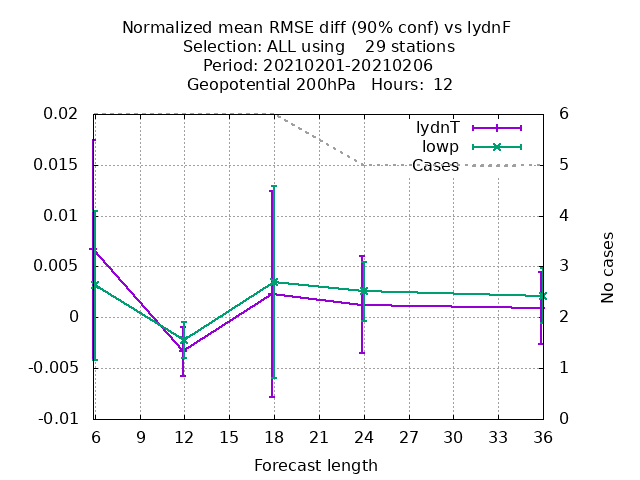 Normalized mean RMSE diff (90% conf) vs lydnF
Selection: ALL using    29 stations
Period: 20210201-20210206
Geopotential 200hPa   Hours:  12
0.02
0.015
0.01
0.005
0
-0.005
-0.01
lydnT
lowp
Cases
6
5
4
3
2
1
0
No cases
6 9 12 15 18 21 24 27 30 33 36
Forecast length